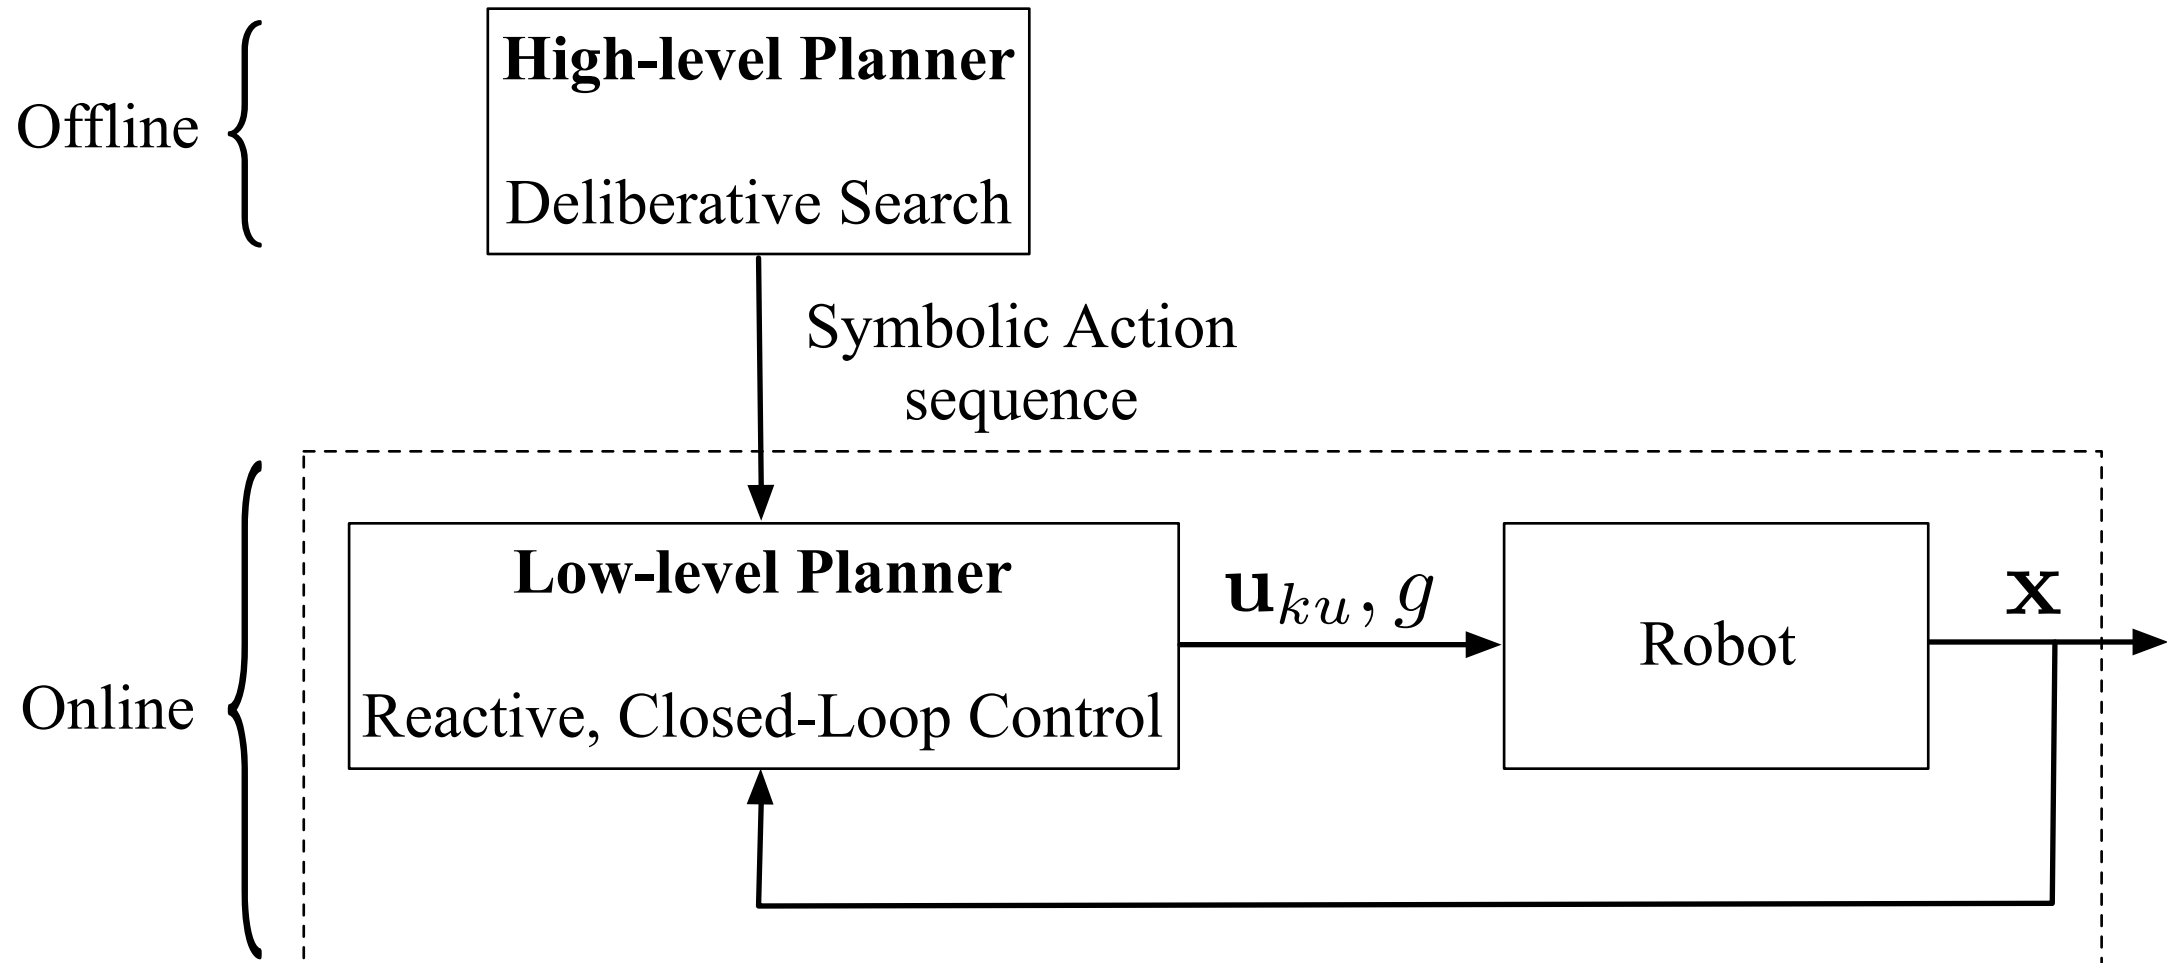 High-level Planner
Offline
Deliberative Search
Symbolic Action
sequence
Low-level Planner
u_{ku}, g
x
Robot
Online
Reactive, Closed-Loop Control